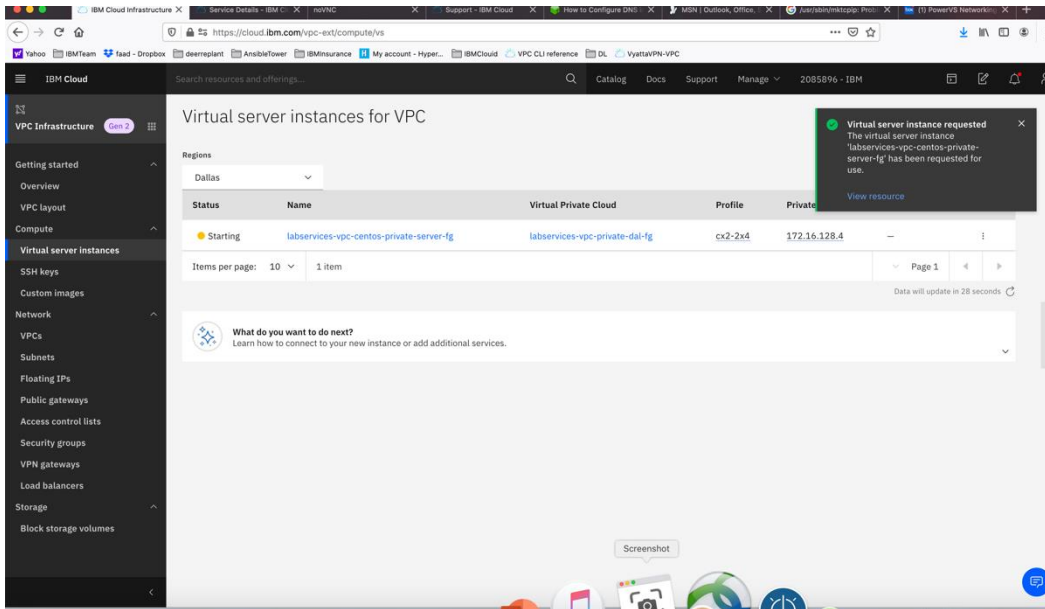 IBM Cloud Infrastructure
Service Details - IBM Cl
noVNC
Support - IBM Cloud
How to Configure DNS
MSN | Outlook, Office,
/usr/sbin/mktcpip: Probl
(1) PowerVS Networking
https://cloud.ibm.com/vpc-ext/compute/vs
Yahoo IBMTeam faad - Dropbox deerreplant AnsibleTower IBMInsurance My account - Hyper... IBMClouid VPC CLI reference DL VyattaVPN-VPC
IBM Cloud
Search resources and offerings...
Catalog Docs Support Manage 2085896 - IBM
VPC Infrastructure Gen 2
Getting started
Overview
VPC layout
Compute
Virtual server instances
SSH keys
Custom images
Network
VPCs
Subnets
Floating IPs
Public gateways
Access control lists
Security groups
VPN gateways
Load balancers
Storage
Block storage volumes
Virtual server instances for VPC
Virtual server instance requested
The virtual server instance
'labservices-vpc-centos-private-
server-fg' has been requested for
use.
View resource
Regions
Dallas
Status Name Virtual Private Cloud Profile Private
Starting labservices-vpc-centos-private-server-fg labservices-vpc-private-dal-fg cx2-2x4 172.16.128.4 –
Items per page: 10 1 item Page 1
Data will update in 28 seconds
What do you want to do next?
Learn how to connect to your new instance or add additional services.
Screenshot